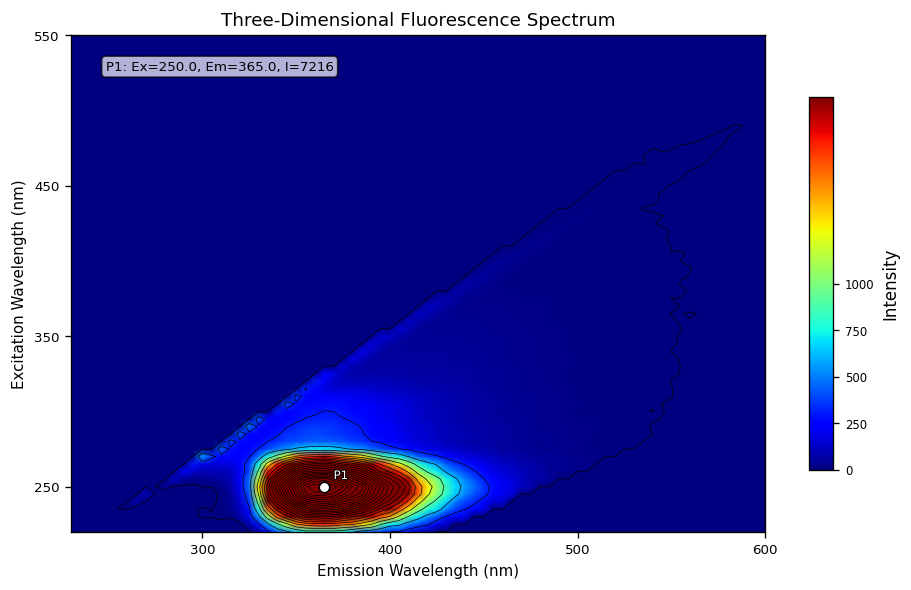 Three-Dimensional Fluorescence Spectrum
550
P1: Ex=250.0, Em=365.0, I=7216
450
350
250
P1
300
400
500
600
Emission Wavelength (nm)
Excitation Wavelength (nm)
1000
750
500
250
0
Intensity